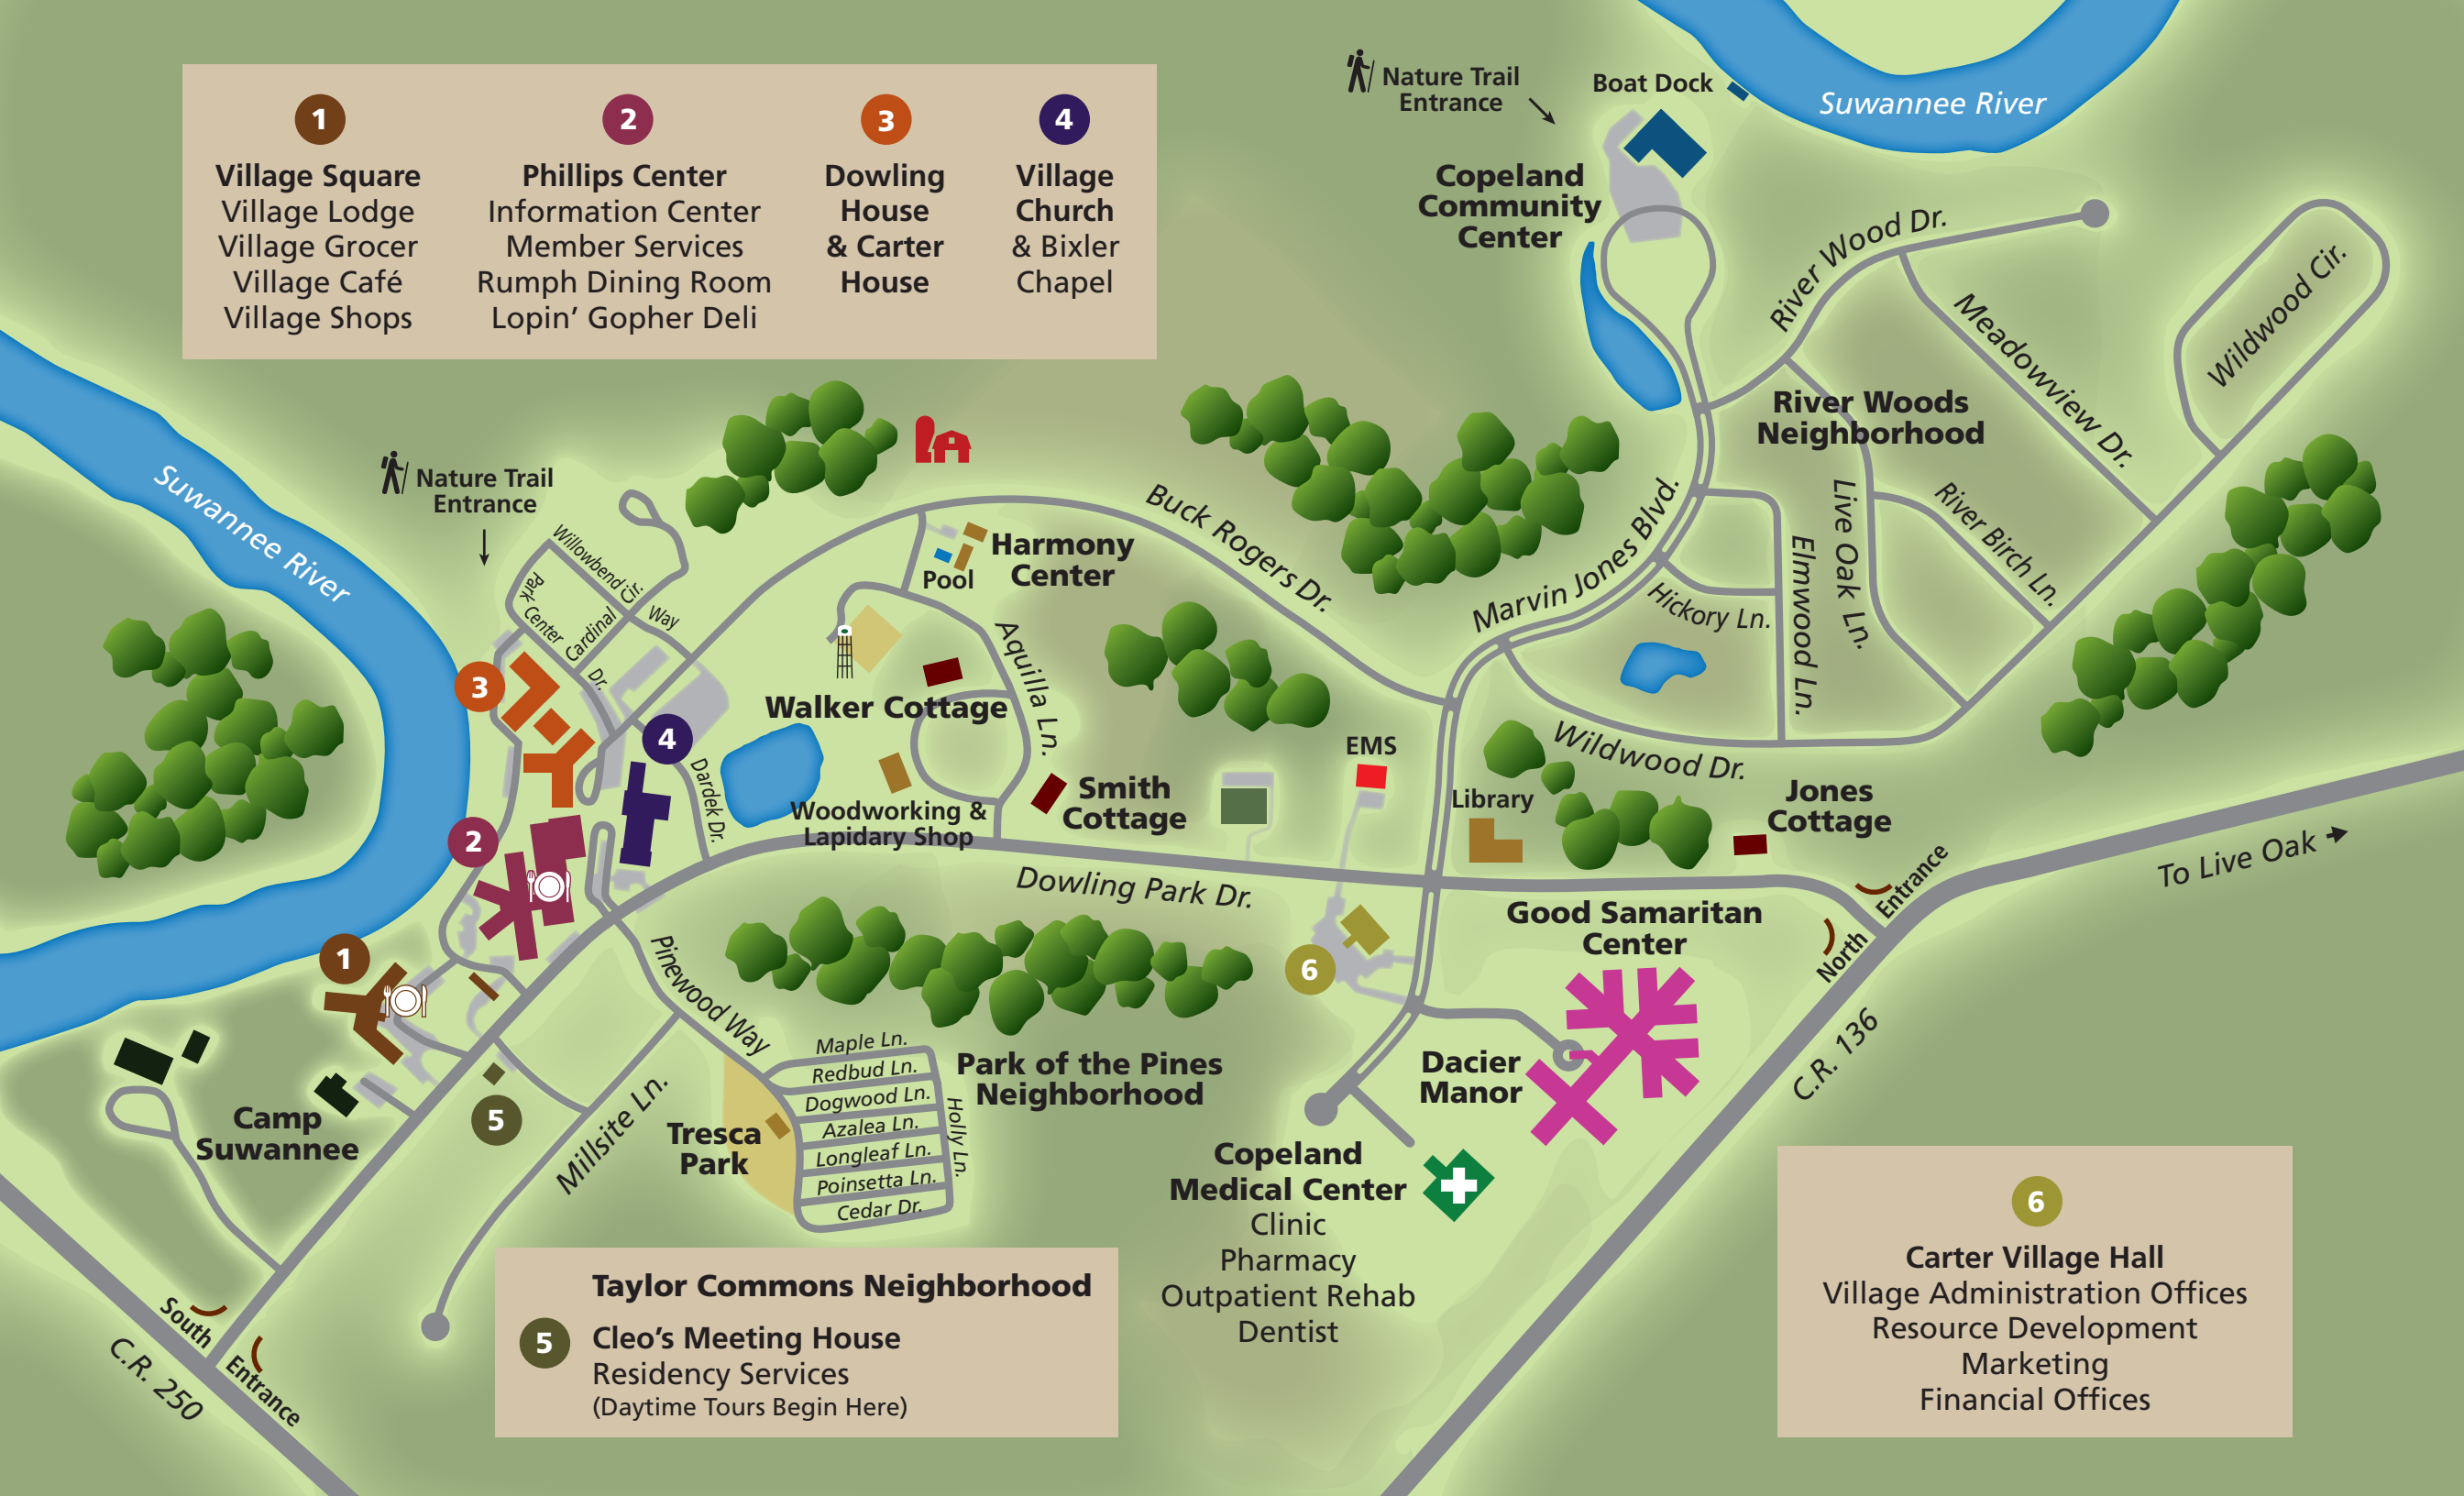 1
Village Square
Village Lodge
Village Grocer
Village Café
Village Shops
2
Phillips Center
Information Center
Member Services
Rumph Dining Room
Lopin’ Gopher Deli
3
Dowling
House
& Carter
House
4
Village
Church
& Bixler
Chapel
Nature Trail
Entrance
Boat Dock
Suwannee River
Copeland
Community
Center
River Wood Dr.
Meadowview Dr.
Wildwood Cir.
River Woods
Neighborhood
Live Oak Ln.
River Birch Ln.
Elmwood Ln.
Hickory Ln.
Marvin Jones Blvd.
Buck Rogers Dr.
Wildwood Dr.
Suwannee River
Nature Trail
Entrance
Willowbend Cir.
Park
Center
Dr.
Cardinal
Way
Harmony
Center
Pool
Aquilla Ln.
Walker Cottage
3
4
Dardek Dr.
Woodworking &
Lapidary Shop
Smith
Cottage
EMS
Library
Jones
Cottage
2
Dowling Park Dr.
To Live Oak
North
Entrance
1
Pinewood Way
6
Good Samaritan
Center
Dacier
Manor
C.R. 136
Park of the Pines
Neighborhood
Maple Ln.
Redbud Ln.
Dogwood Ln.
Azalea Ln.
Longleaf Ln.
Poinsetta Ln.
Cedar Dr.
Holly Ln.
Tresca
Park
Millsite Ln.
5
Camp
Suwannee
South
Entrance
C.R. 250
Copeland
Medical Center
Clinic
Pharmacy
Outpatient Rehab
Dentist
Taylor Commons Neighborhood
5
Cleo’s Meeting House
Residency Services
(Daytime Tours Begin Here)
6
Carter Village Hall
Village Administration Offices
Resource Development
Marketing
Financial Offices